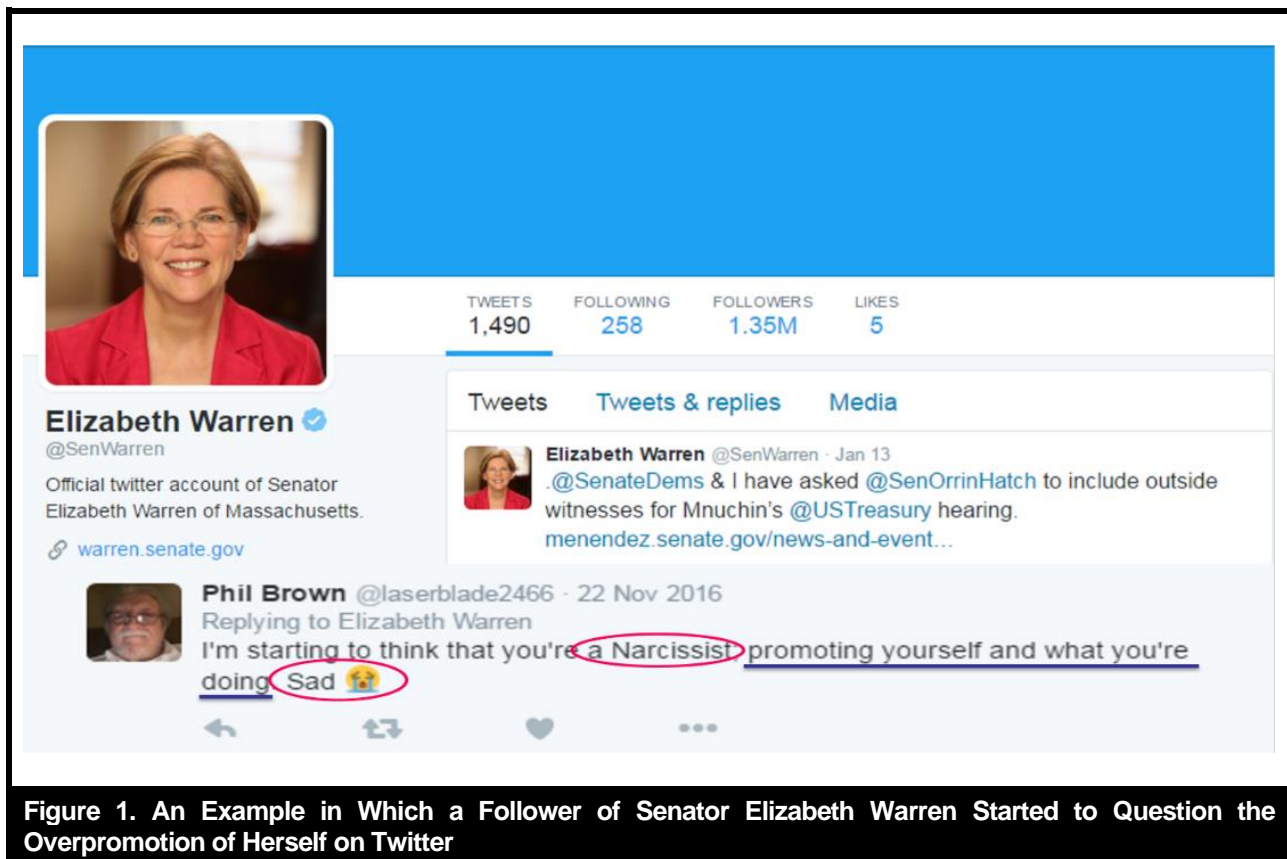 TWEETS FOLLOWING FOLLOWERS LIKES
1,490 258 1.35M 5
Elizabeth Warren
@SenWarren
Official twitter account of Senator
Elizabeth Warren of Massachusetts.
warren.senate.gov
Tweets Tweets & replies Media
Elizabeth Warren @SenWarren · Jan 13
.@SenateDems & I have asked @SenOrrinHatch to include outside
witnesses for Mnuchin's @USTreasury hearing.
menendez.senate.gov/news-and-event...
Phil Brown @laserblade2466 · 22 Nov 2016
Replying to Elizabeth Warren
I'm starting to think that you're a Narcissist, promoting yourself and what you're
doing. Sad 😭
Figure 1. An Example in Which a Follower of Senator Elizabeth Warren Started to Question the
Overpromotion of Herself on Twitter